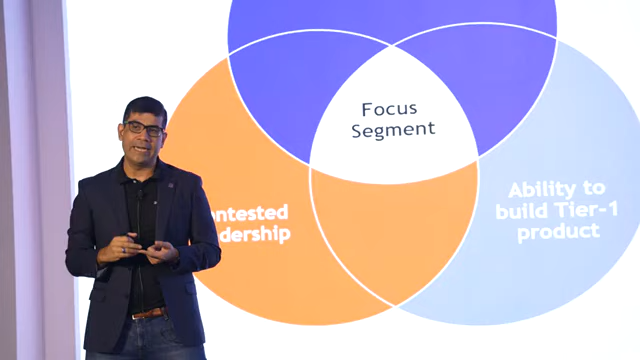 Focus
Segment
ntested
dership
Ability to
build Tier-1
product